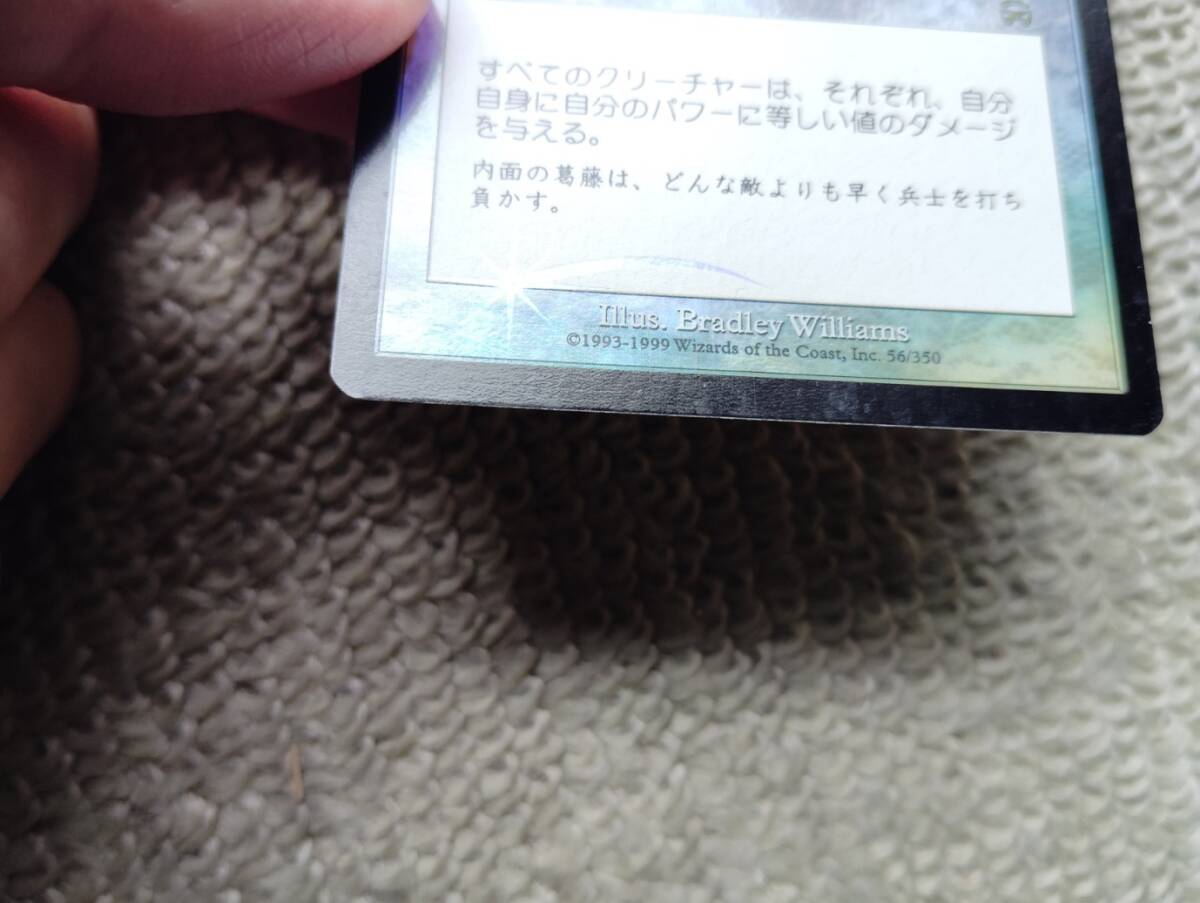 すべてのクリーチャーは、それぞれ、自分
自身に自分のパワーに等しい値のダメージ
を与える。
内面の葛藤は、どんな敵よりも早く兵士を打ち
負かす。
Illus. Bradley Williams
©1993-1999 Wizards of the Coast, Inc. 56/350